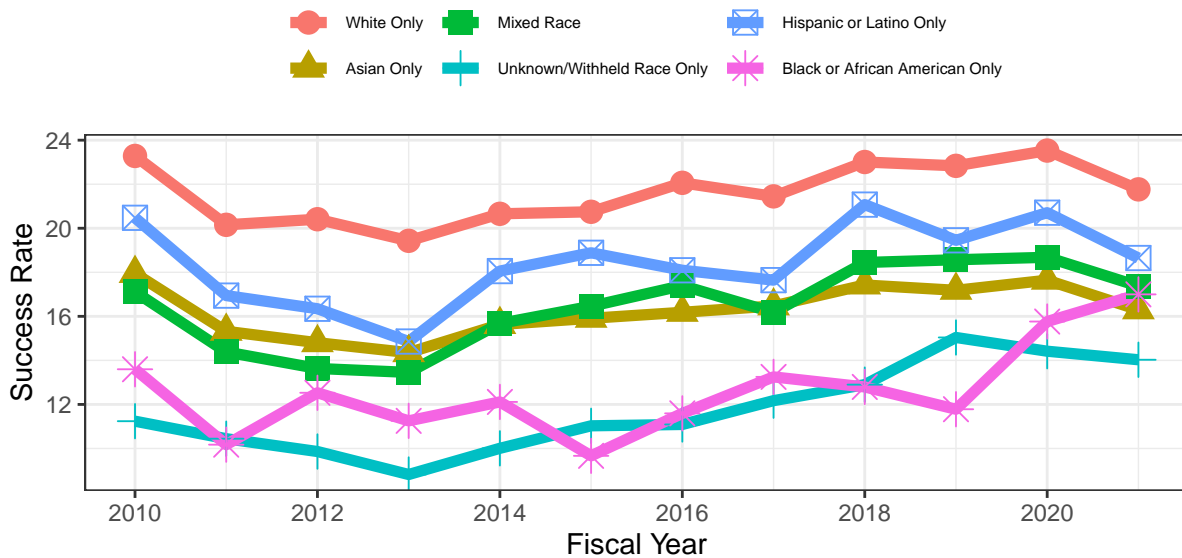 White Only Mixed Race Hispanic or Latino Only
Asian Only Unknown/Withheld Race Only Black or African American Only
24
20
16
12
Success Rate
2010 2012 2014 2016 2018 2020
Fiscal Year